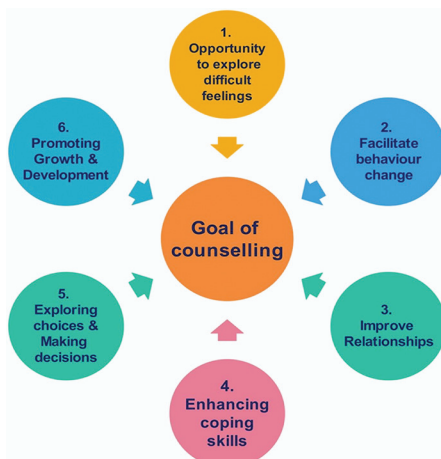 1.
Opportunity
to explore
difficult
feelings
2.
Facilitate
behaviour
change
3.
Improve
Relationships
4.
Enhancing
coping
skills
5.
Exploring
choices &
Making
decisions
6.
Promoting
Growth &
Development
Goal of
counselling